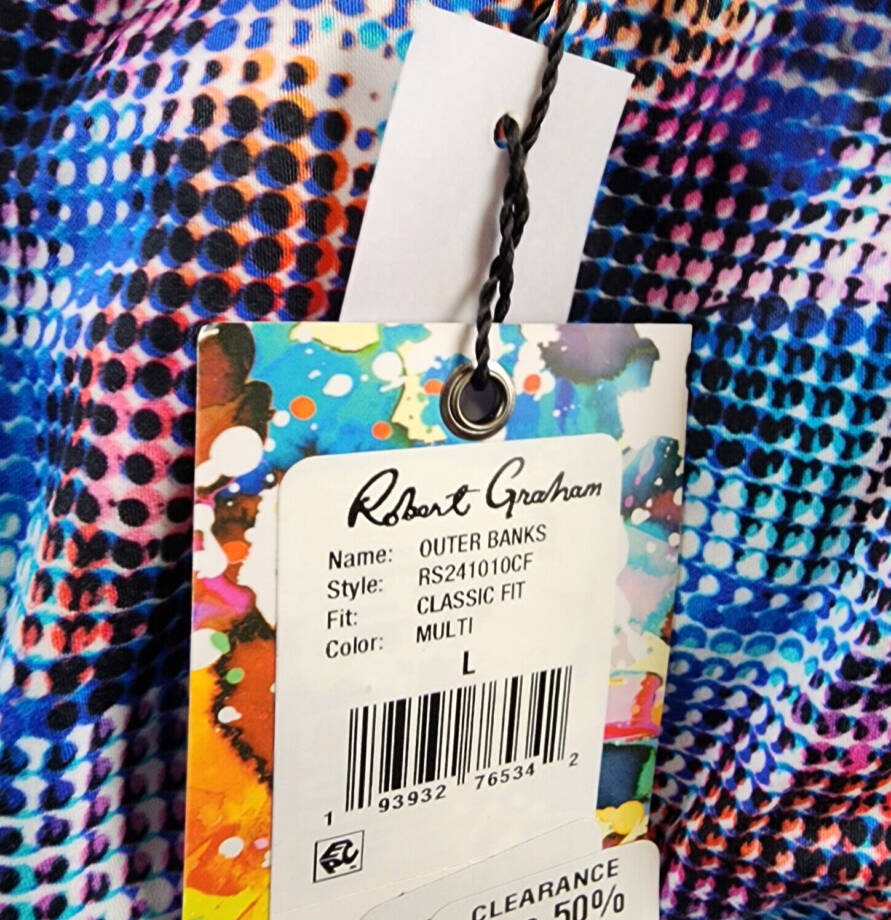 Robert Graham
Name: OUTER BANKS
Style: RS241010CF
Fit: CLASSIC FIT
Color: MULTI
L
1 93932 76534 2
CLEARANCE
50%